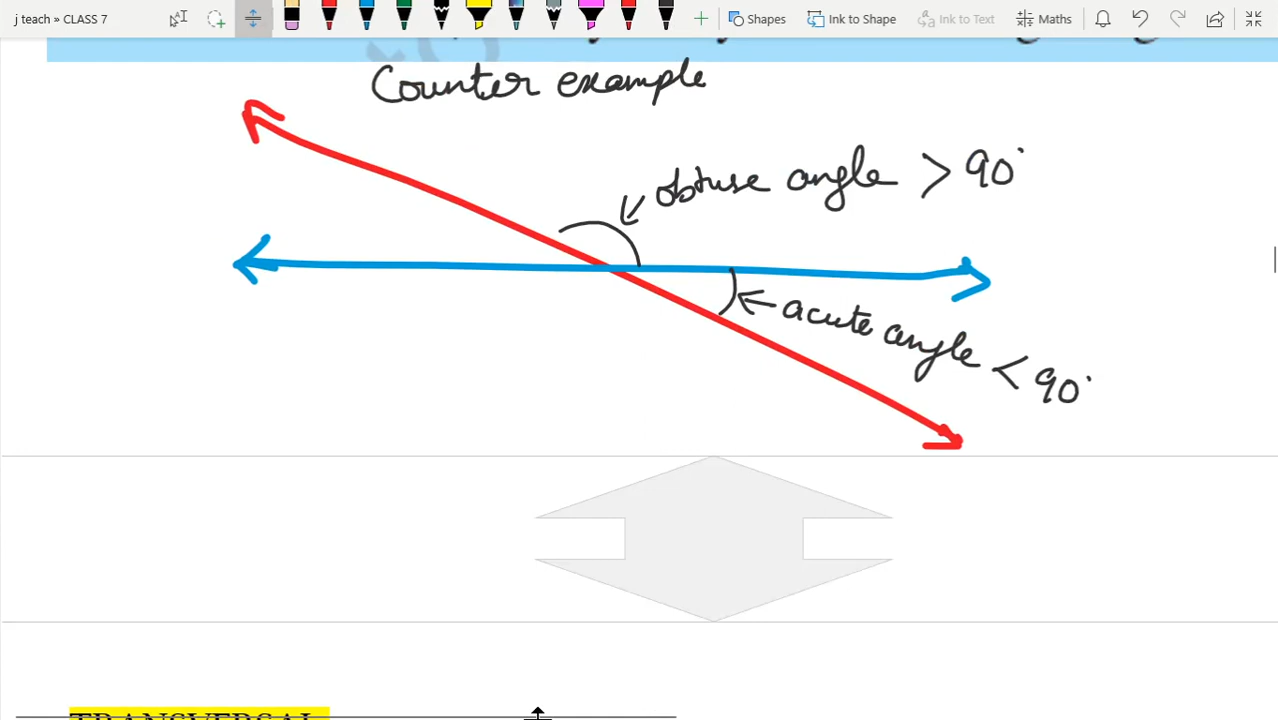 j teach » CLASS 7
Shapes
Ink to Shape
Ink to Text
Maths
Counter example
obtuse angle > 90°
acute angle < 90°
TRANSVERSAL